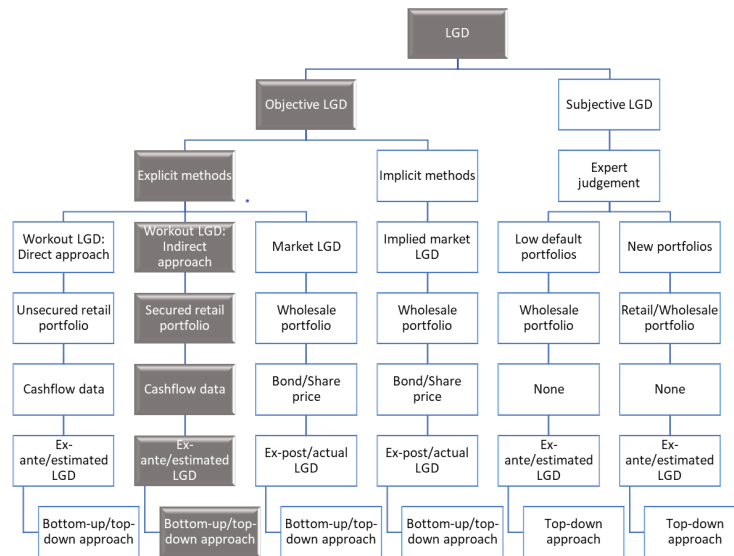 LGD
Objective LGD
Subjective LGD
Explicit methods
Implicit methods
Expert
judgement
Workout LGD:
Direct approach
Workout LGD:
Indirect
approach
Market LGD
Implied market
LGD
Low default
portfolios
New portfolios
Unsecured retail
portfolio
Secured retail
portfolio
Wholesale
portfolio
Wholesale
portfolio
Wholesale
portfolio
Retail/Wholesale
portfolio
Cashflow data
Cashflow data
Bond/Share
price
Bond/Share
price
None
None
Ex-
ante/estimated
LGD
Ex-
ante/estimated
LGD
Ex-post/actual
LGD
Ex-post/actual
LGD
Ex-
ante/estimated
LGD
Ex-
ante/estimated
LGD
Bottom-up/top-
down approach
Bottom-up/top-
down approach
Bottom-up/top-
down approach
Bottom-up/top-
down approach
Top-down
approach
Top-down
approach